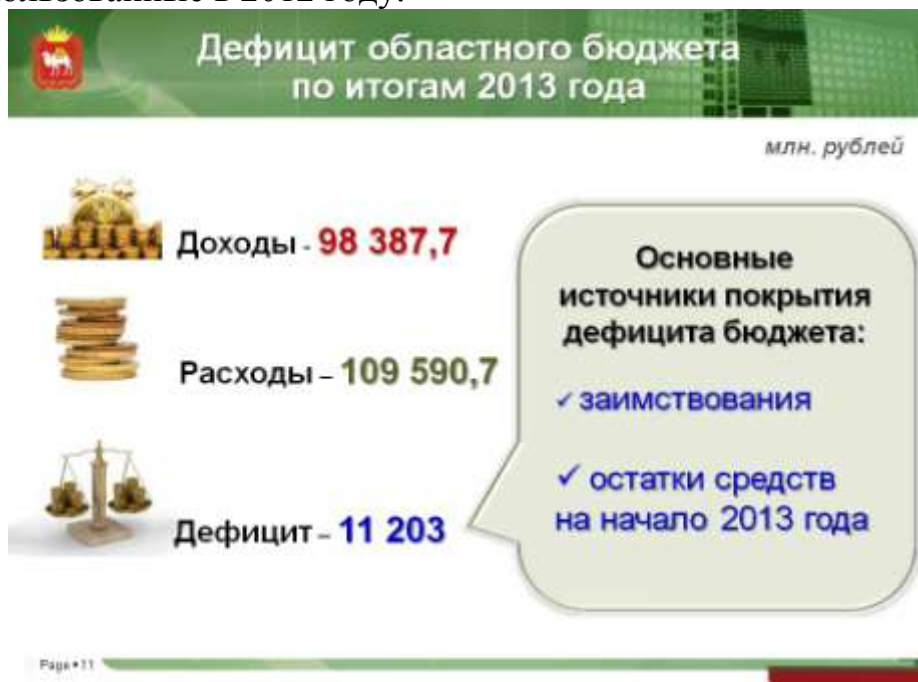 Дефицит областного бюджета
по итогам 2013 года
млн. рублей
Доходы - 98 387,7
Расходы – 109 590,7
Дефицит – 11 203
Основные
источники покрытия
дефицита бюджета:
✓ заимствования
✓ остатки средств
на начало 2013 года
Page • 11